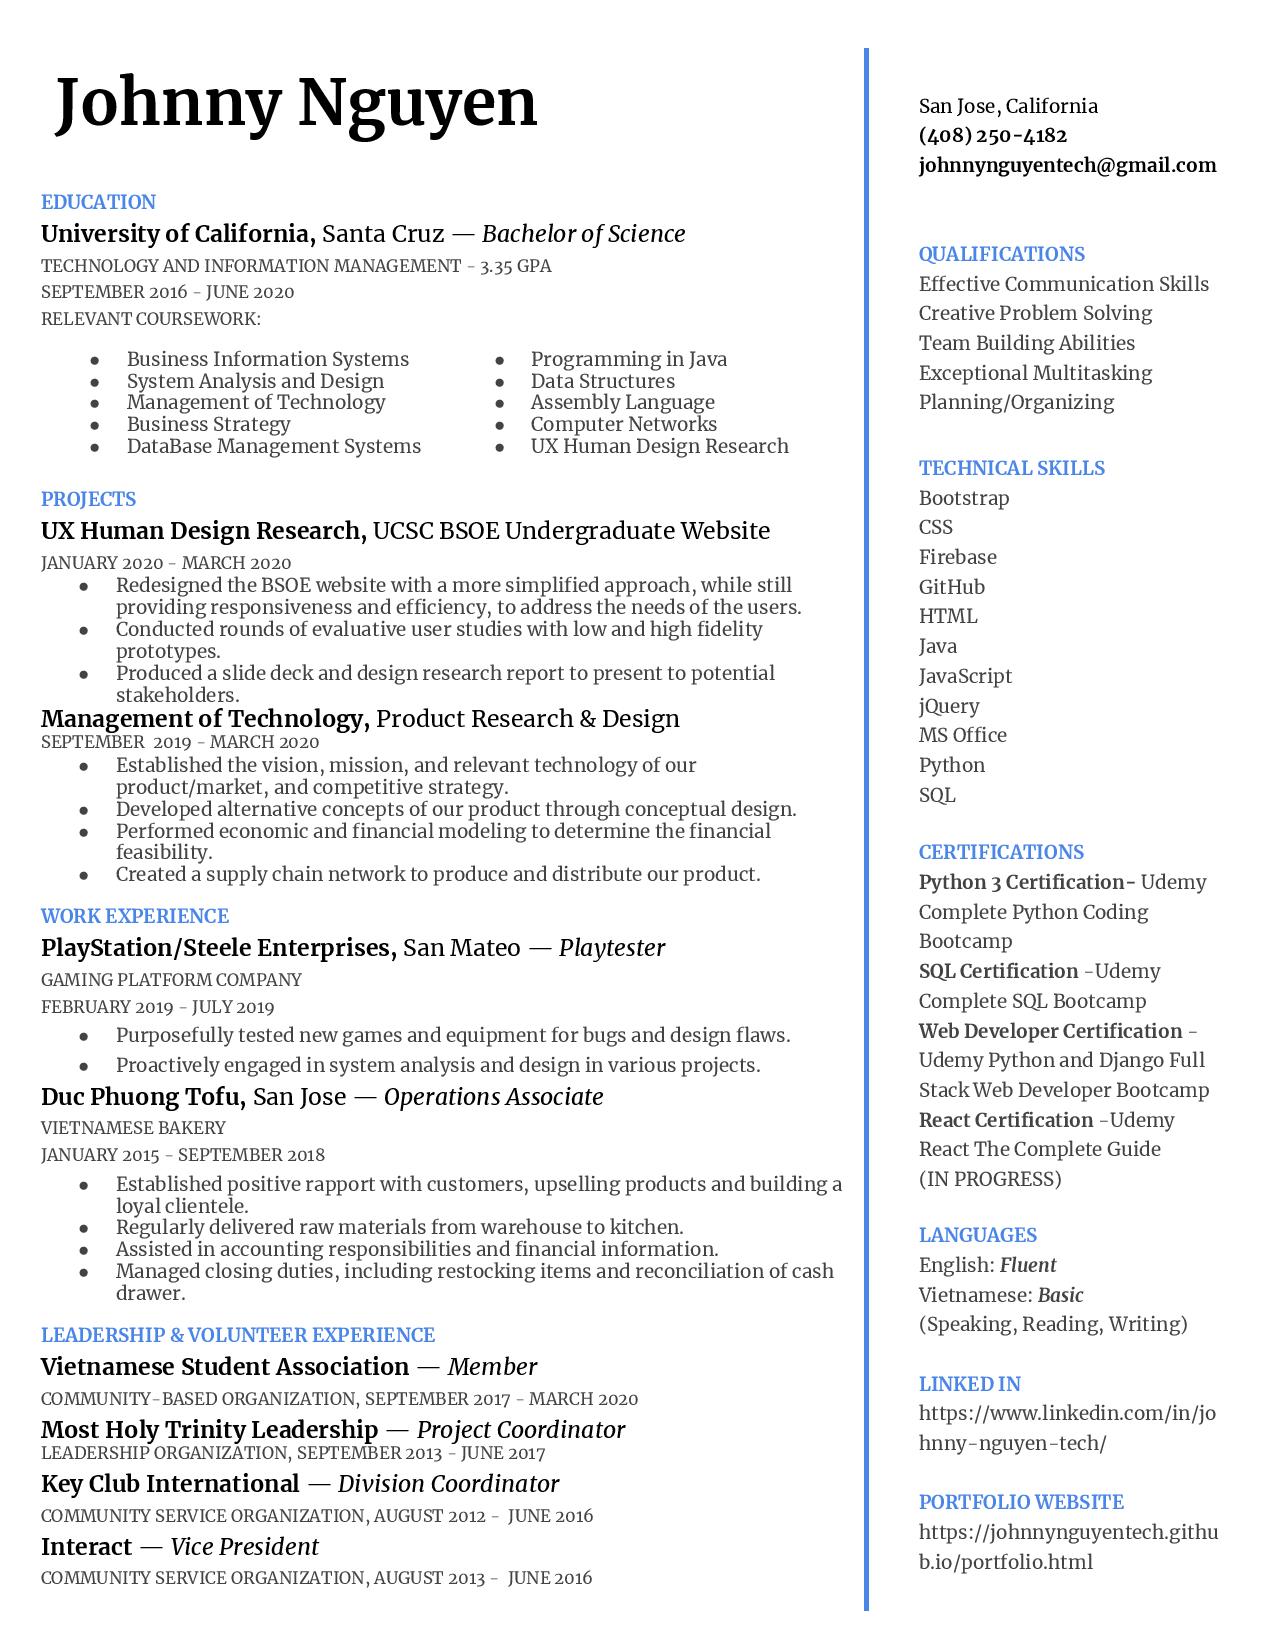 Johnny Nguyen
EDUCATION
University of California, Santa Cruz — Bachelor of Science
TECHNOLOGY AND INFORMATION MANAGEMENT - 3.35 GPA
SEPTEMBER 2016 - JUNE 2020
RELEVANT COURSEWORK:
● Business Information Systems
● System Analysis and Design
● Management of Technology
● Business Strategy
● DataBase Management Systems
● Programming in Java
● Data Structures
● Assembly Language
● Computer Networks
● UX Human Design Research
PROJECTS
UX Human Design Research, UCSC BSOE Undergraduate Website
JANUARY 2020 - MARCH 2020
● Redesigned the BSOE website with a more simplified approach, while still
providing responsiveness and efficiency, to address the needs of the users.
● Conducted rounds of evaluative user studies with low and high fidelity
prototypes.
● Produced a slide deck and design research report to present to potential
stakeholders.
Management of Technology, Product Research & Design
SEPTEMBER  2019 - MARCH 2020
● Established the vision, mission, and relevant technology of our
product/market, and competitive strategy.
● Developed alternative concepts of our product through conceptual design.
● Performed economic and financial modeling to determine the financial
feasibility.
● Created a supply chain network to produce and distribute our product.
WORK EXPERIENCE
PlayStation/Steele Enterprises, San Mateo — Playtester
GAMING PLATFORM COMPANY
FEBRUARY 2019 - JULY 2019
● Purposefully tested new games and equipment for bugs and design flaws.
● Proactively engaged in system analysis and design in various projects.
Duc Phuong Tofu, San Jose — Operations Associate
VIETNAMESE BAKERY
JANUARY 2015 - SEPTEMBER 2018
● Established positive rapport with customers, upselling products and building a
loyal clientele.
● Regularly delivered raw materials from warehouse to kitchen.
● Assisted in accounting responsibilities and financial information.
● Managed closing duties, including restocking items and reconciliation of cash
drawer.
LEADERSHIP & VOLUNTEER EXPERIENCE
Vietnamese Student Association — Member
COMMUNITY-BASED ORGANIZATION, SEPTEMBER 2017 - MARCH 2020
Most Holy Trinity Leadership — Project Coordinator
LEADERSHIP ORGANIZATION, SEPTEMBER 2013 - JUNE 2017
Key Club International — Division Coordinator
COMMUNITY SERVICE ORGANIZATION, AUGUST 2012 -  JUNE 2016
Interact — Vice President
COMMUNITY SERVICE ORGANIZATION, AUGUST 2013 -  JUNE 2016
San Jose, California
(408) 250-4182
johnnynguyentech@gmail.com
QUALIFICATIONS
Effective Communication Skills
Creative Problem Solving
Team Building Abilities
Exceptional Multitasking
Planning/Organizing
TECHNICAL SKILLS
Bootstrap
CSS
Firebase
GitHub
HTML
Java
JavaScript
jQuery
MS Office
Python
SQL
CERTIFICATIONS
Python 3 Certification- Udemy
Complete Python Coding
Bootcamp
SQL Certification -Udemy
Complete SQL Bootcamp
Web Developer Certification -
Udemy Python and Django Full
Stack Web Developer Bootcamp
React Certification -Udemy
React The Complete Guide
(IN PROGRESS)
LANGUAGES
English: Fluent
Vietnamese: Basic
(Speaking, Reading, Writing)
LINKED IN
https://www.linkedin.com/in/jo
hnny-nguyen-tech/
PORTFOLIO WEBSITE
https://johnnynguyentech.githu
b.io/portfolio.html